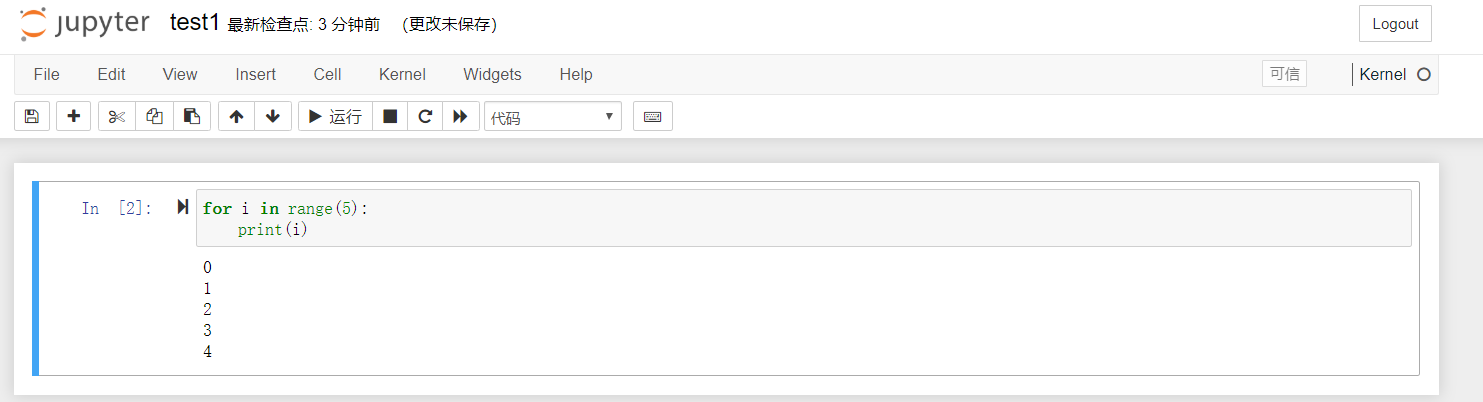 jupyter test1 最新检查点: 3 分钟前 (更改未保存) Logout
File Edit View Insert Cell Kernel Widgets Help 可信 Kernel
运行 代码
In [2]: for i in range(5):
    print(i)
0
1
2
3
4